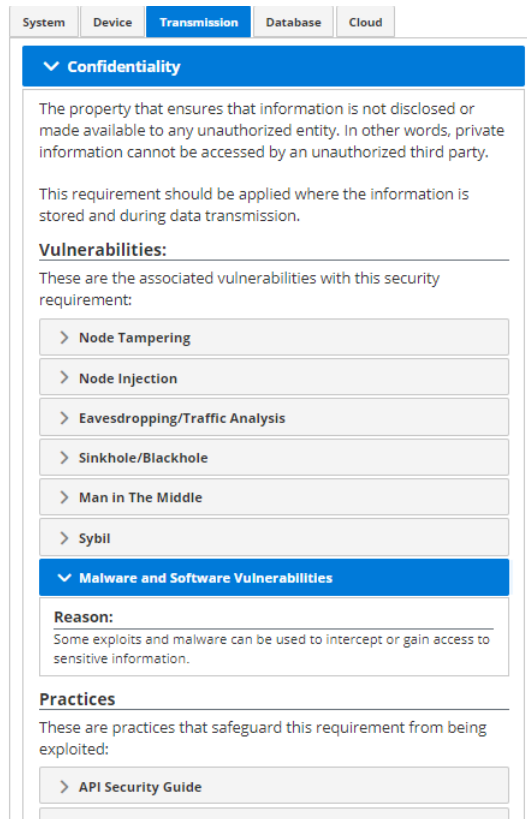 System Device Transmission Database Cloud
Confidentiality
The property that ensures that information is not disclosed or
made available to any unauthorized entity. In other words, private
information cannot be accessed by an unauthorized third party.
This requirement should be applied where the information is
stored and during data transmission.
Vulnerabilities:
These are the associated vulnerabilities with this security
requirement:
Node Tampering
Node Injection
Eavesdropping/Traffic Analysis
Sinkhole/Blackhole
Man in The Middle
Sybil
Malware and Software Vulnerabilities
Reason:
Some exploits and malware can be used to intercept or gain access to
sensitive information.
Practices
These are practices that safeguard this requirement from being
exploited:
API Security Guide